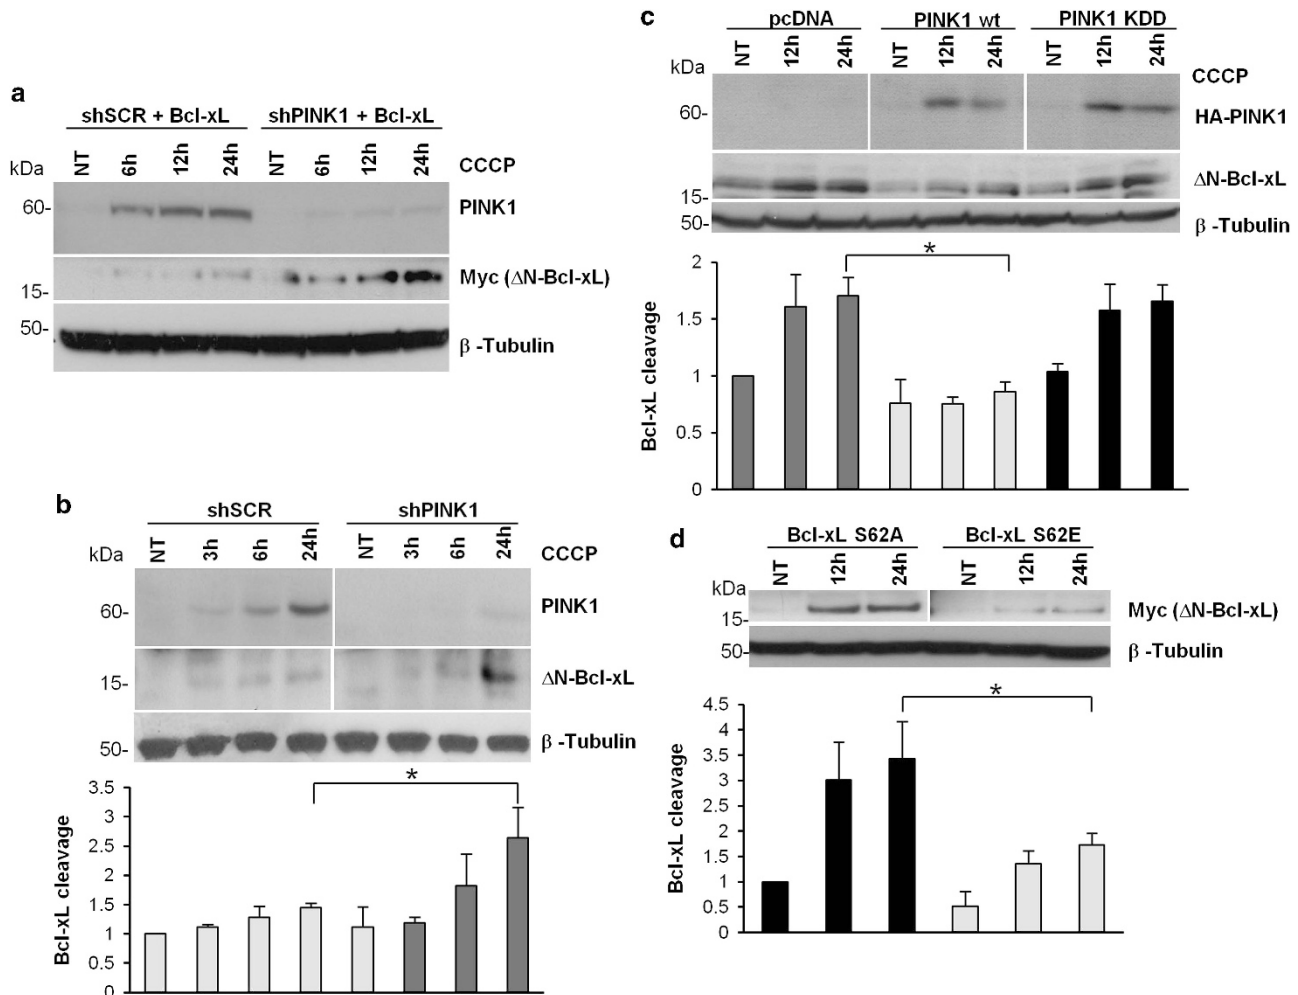 a
shSCR + Bcl-xL shPINK1 + Bcl-xL
kDa NT 6h 12h 24h NT 6h 12h 24h CCCP
60- PINK1
15- Myc (ΔN-Bcl-xL)
50- β -Tubulin
b
shSCR shPINK1
kDa NT 3h 6h 24h NT 3h 6h 24h CCCP
60- PINK1
15- ΔN-Bcl-xL
50- β -Tubulin
*
Bcl-xL cleavage
3.5
3
2.5
2
1.5
1
0.5
0
c
pcDNA PINK1 wt PINK1 KDD
kDa NT 12h 24h NT 12h 24h NT 12h 24h CCCP
60- HA-PINK1
15- ΔN-Bcl-xL
50- β -Tubulin
*
Bcl-xL cleavage
2
1.5
1
0.5
0
d
Bcl-xL S62A Bcl-xL S62E
kDa NT 12h 24h NT 12h 24h
15- Myc (ΔN-Bcl-xL)
50- β -Tubulin
*
Bcl-xL cleavage
4.5
4
3.5
3
2.5
2
1.5
1
0.5
0